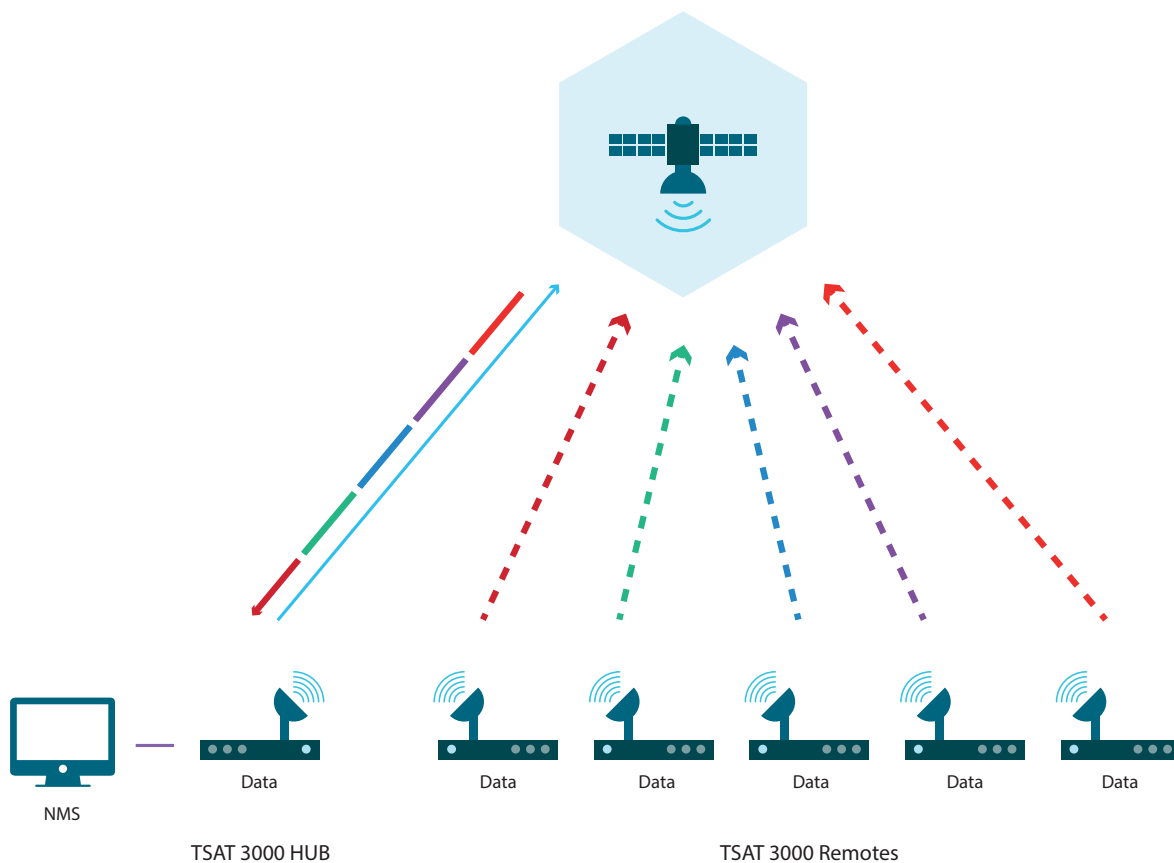 Data
Data
Data
Data
Data
Data
NMS
TSAT 3000 HUB
TSAT 3000 Remotes